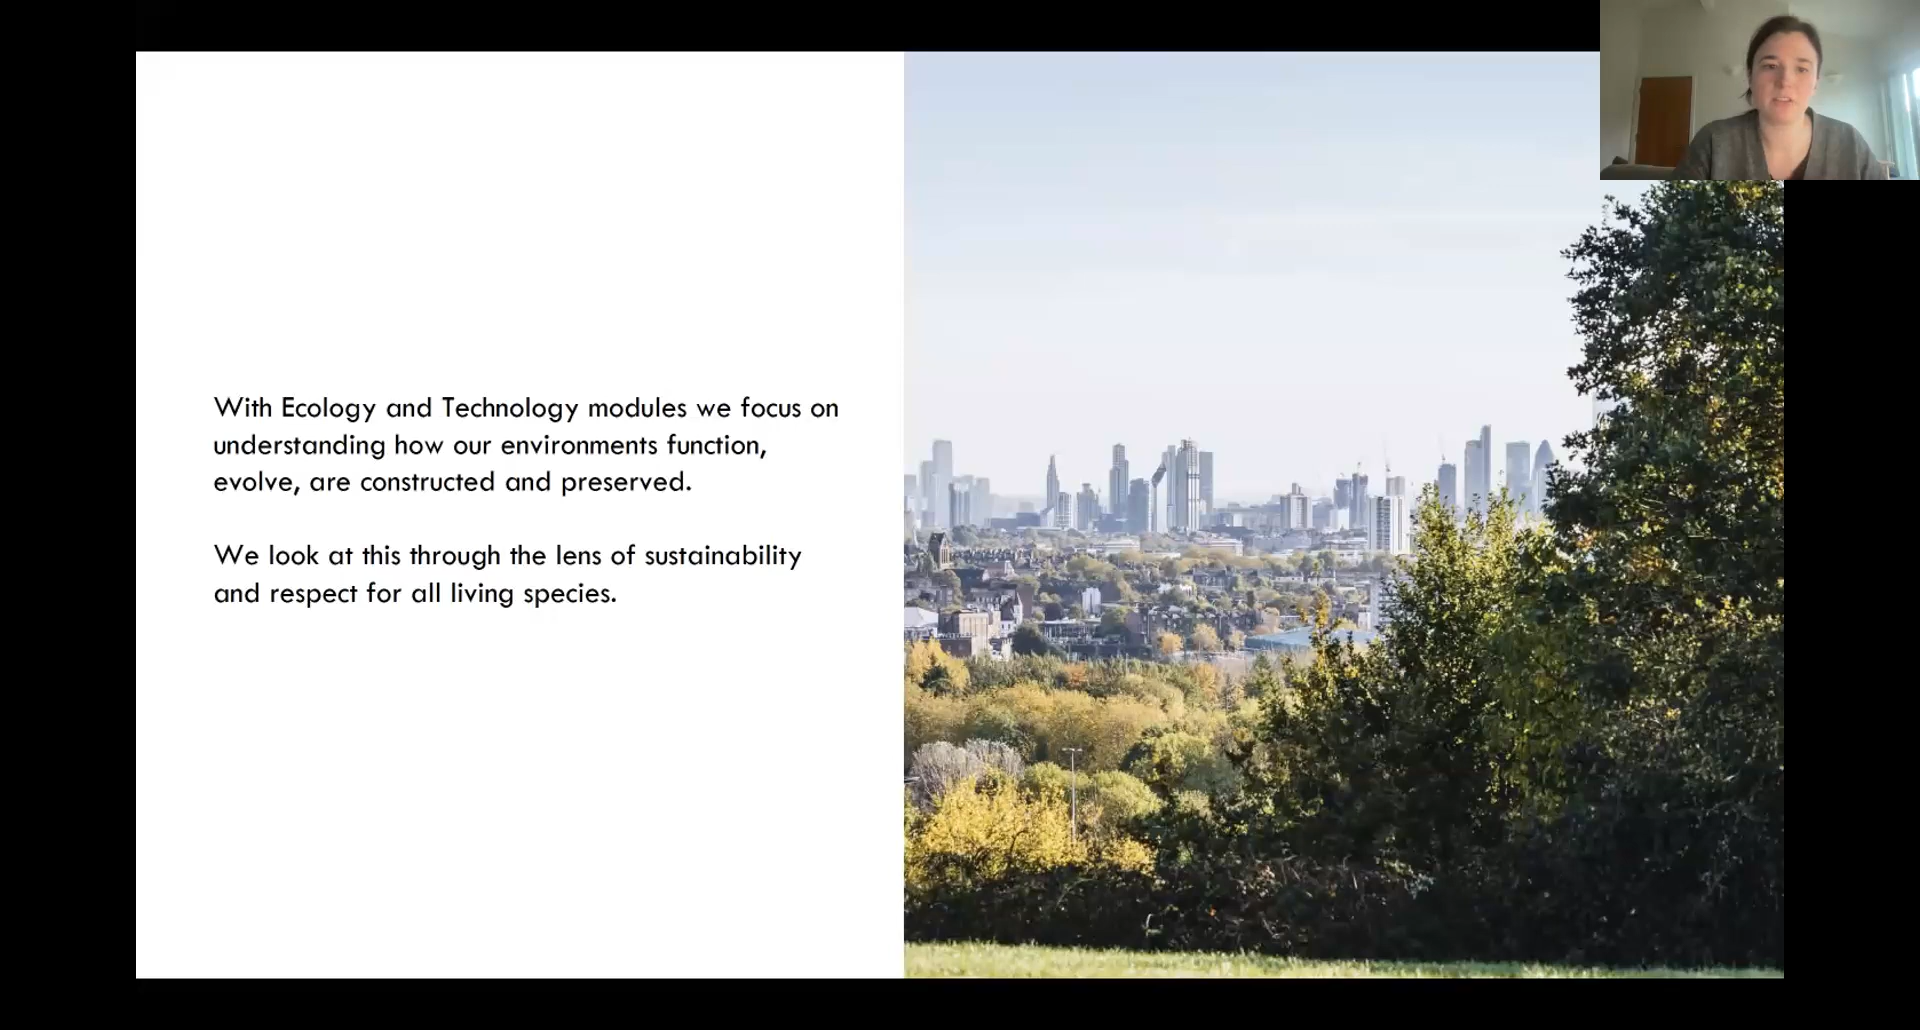 With Ecology and Technology modules we focus on
understanding how our environments function,
evolve, are constructed and preserved.
We look at this through the lens of sustainability
and respect for all living species.